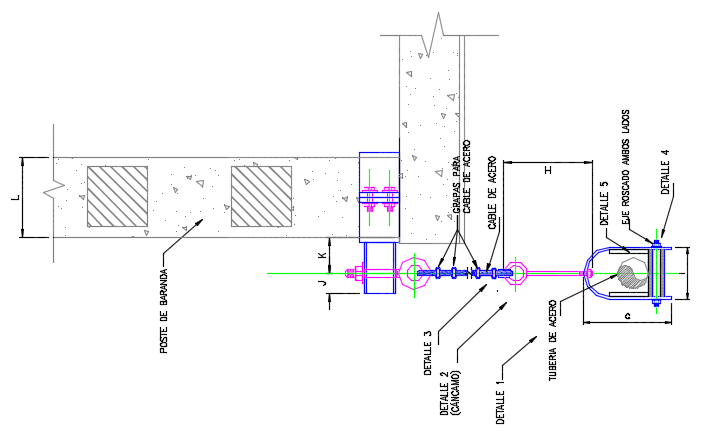 L
POSTE DE BARANDA
K
J
GRAPAS PARA
CABLE DE ACERO
CABLE DE ACERO
H
DETALLE 5
EJE ROSCADO AMBOS LADOS
DETALLE 4
DETALLE 3
DETALLE 2
(CÁNCAMO)
DETALLE 1
TUBERIA DE ACERO
G
I